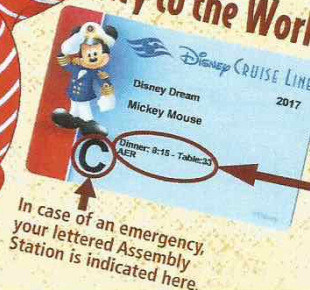 y to the Worl
Disney CRUISE LINE
Disney Dream
2017
Mickey Mouse
Dinner: 8:15 - Table:33
AER
C
In case of an emergency,
your lettered Assembly
Station is indicated here.